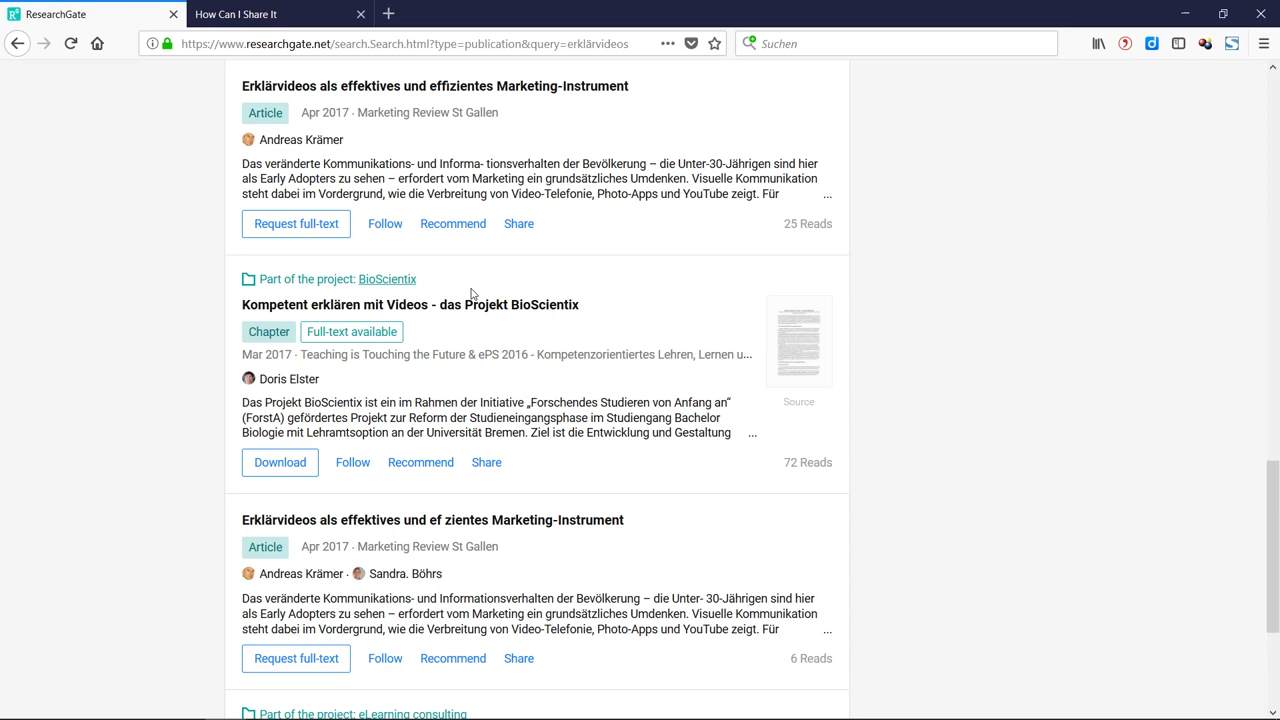 ResearchGate
How Can I Share It
https://www.researchgate.net/search.Search.html?type=publication&query=erklärvideos
Suchen
Erklärvideos als effektives und effizientes Marketing-Instrument
Article Apr 2017 · Marketing Review St Gallen
Andreas Krämer
Das veränderte Kommunikations- und Informa- tionsverhalten der Bevölkerung – die Unter-30-Jährigen sind hier
als Early Adopters zu sehen – erfordert vom Marketing ein grundsätzliches Umdenken. Visuelle Kommunikation
steht dabei im Vordergrund, wie die Verbreitung von Video-Telefonie, Photo-Apps und YouTube zeigt. Für ...
Request full-text Follow Recommend Share 25 Reads
Part of the project: BioScientix
Kompetent erklären mit Videos - das Projekt BioScientix
Chapter Full-text available
Mar 2017 · Teaching is Touching the Future & ePS 2016 - Kompetenzorientiertes Lehren, Lernen u...
Doris Elster
Source
Das Projekt BioScientix ist ein im Rahmen der Initiative „Forschendes Studieren von Anfang an“
(ForstA) gefördertes Projekt zur Reform der Studieneingangsphase im Studiengang Bachelor
Biologie mit Lehramtsoption an der Universität Bremen. Ziel ist die Entwicklung und Gestaltung ...
Download Follow Recommend Share 72 Reads
Erklärvideos als effektives und ef zientes Marketing-Instrument
Article Apr 2017 · Marketing Review St Gallen
Andreas Krämer · Sandra. Böhrs
Das veränderte Kommunikations- und Informationsverhalten der Bevölkerung – die Unter- 30-Jährigen sind hier
als Early Adopters zu sehen – erfordert vom Marketing ein grundsätzliches Umdenken. Visuelle Kommunikation
steht dabei im Vordergrund, wie die Verbreitung von Video-Telefonie, Photo-Apps und YouTube zeigt. Für ...
Request full-text Follow Recommend Share 6 Reads
Part of the project: eLearning consulting